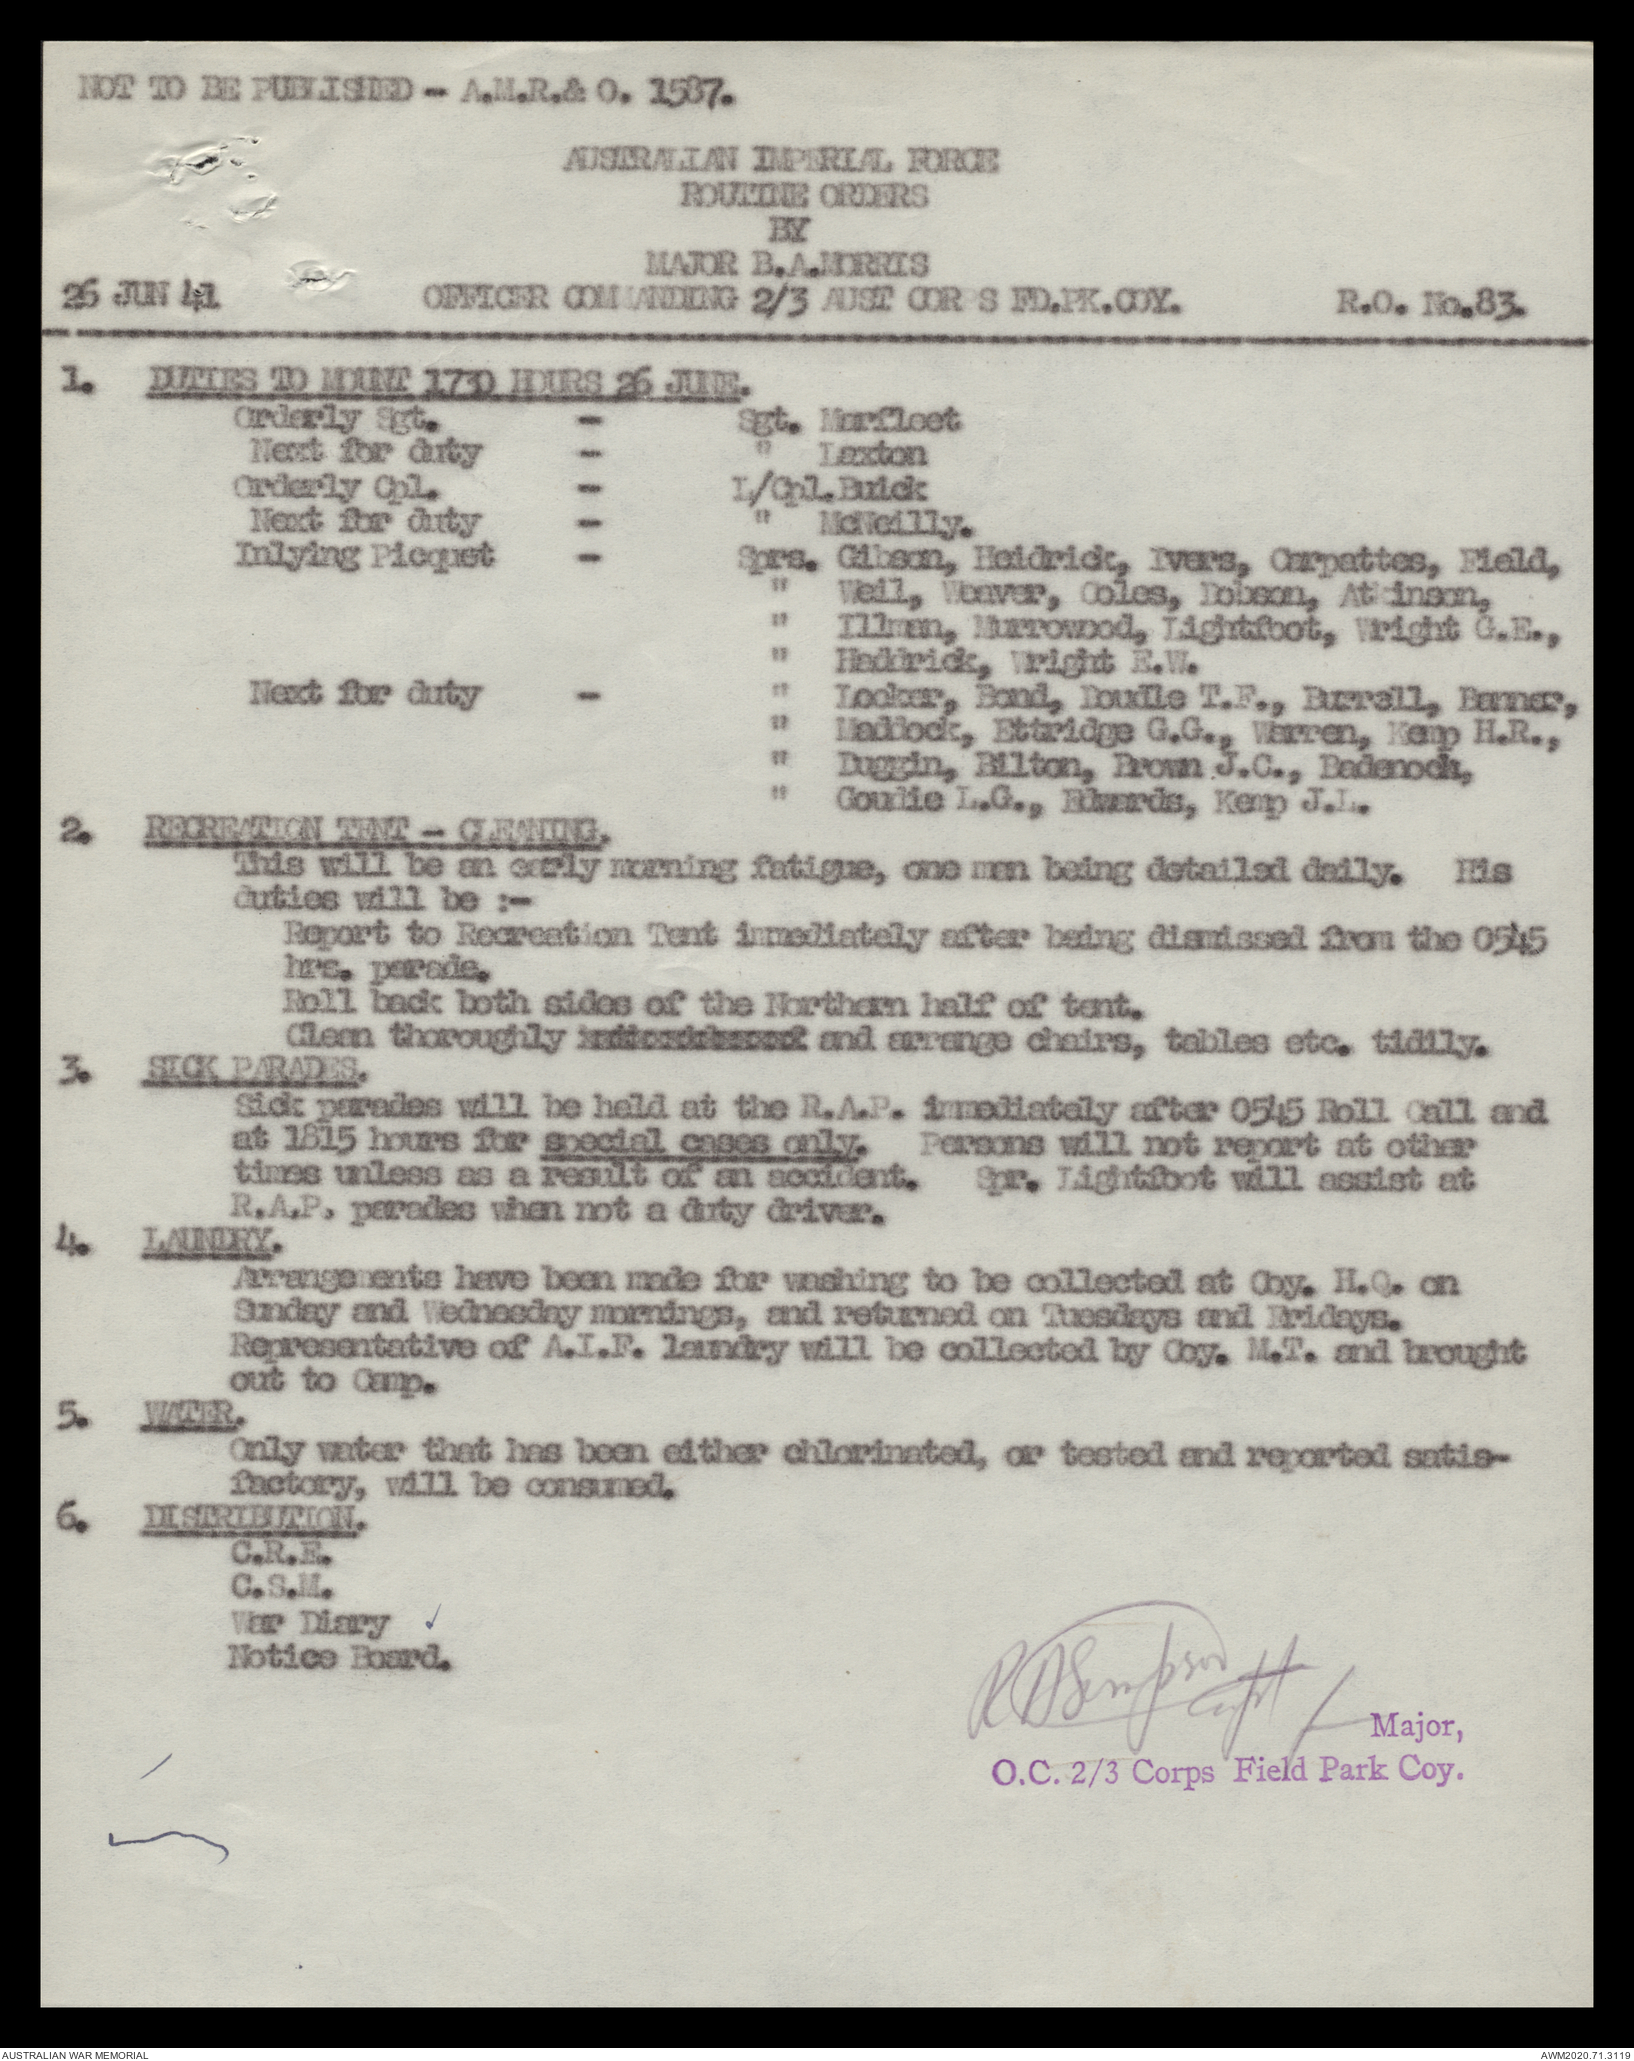 NOT TO BE PUBLISHED - A.M.R.& O. 1587.
AUSTRALIAN IMPERIAL FORCE
ROUTINE ORDERS
BY
MAJOR B.A.MORRIS
26 JUN 41 OFFICER COMMANDING 2/3 AUST CORPS FD.PK.COY. R.O. No.83.
1. DUTIES TO MOUNT 1730 HOURS 26 JUNE.
Orderly Sgt. - Sgt. Morfleet
Next for duty - " Laxton
Orderly Cpl. - L/Cpl.Buick
Next for duty - " McNeilly.
Inlying Picquet - Sprs. Gibson, Heidrick, Ivers, Carpattes, Field,
" Weil, Weaver, Coles, Dobson, Atkinson,
" Illman, Murrowood, Lightfoot, Wright G.E.,
" Haddrick, Wright E.W.
Next for duty - " Looker, Bond, Doudle T.F., Burrell, Banner,
" Maddock, Ettridge G.G., Warren, Kemp H.R.,
" Duggin, Bilton, Brown J.C., Badenoch,
" Goudie L.G., Edwards, Kemp J.L.
2. RECREATION TENT - CLEANING.
This will be an early morning fatigue, one man being detailed daily. His
duties will be :-
Report to Recreation Tent immediately after being dismissed from the 0545
hrs. parade.
Roll back both sides of the Northern half of tent.
Clean thoroughly and arrange chairs, tables etc. tidily.
3. SICK PARADES.
Sick parades will be held at the R.A.P. immediately after 0545 Roll Call and
at 1815 hours for special cases only. Persons will not report at other
times unless as a result of an accident. Spr. Lightfoot will assist at
R.A.P. parades when not a duty driver.
4. LAUNDRY.
Arrangements have been made for washing to be collected at Coy. H.Q. on
Sunday and Wednesday mornings, and returned on Tuesdays and Fridays.
Representative of A.I.F. laundry will be collected by Coy. M.T. and brought
out to Camp.
5. WATER.
Only water that has been either chlorinated, or tested and reported satis-
factory, will be consumed.
6. DISTRIBUTION.
C.R.E.
C.S.M.
War Diary ✓
Notice Board.
R A Sampson Capt
Major,
O.C. 2/3 Corps Field Park Coy.
AUSTRALIAN WAR MEMORIAL AWM2020.71.3119